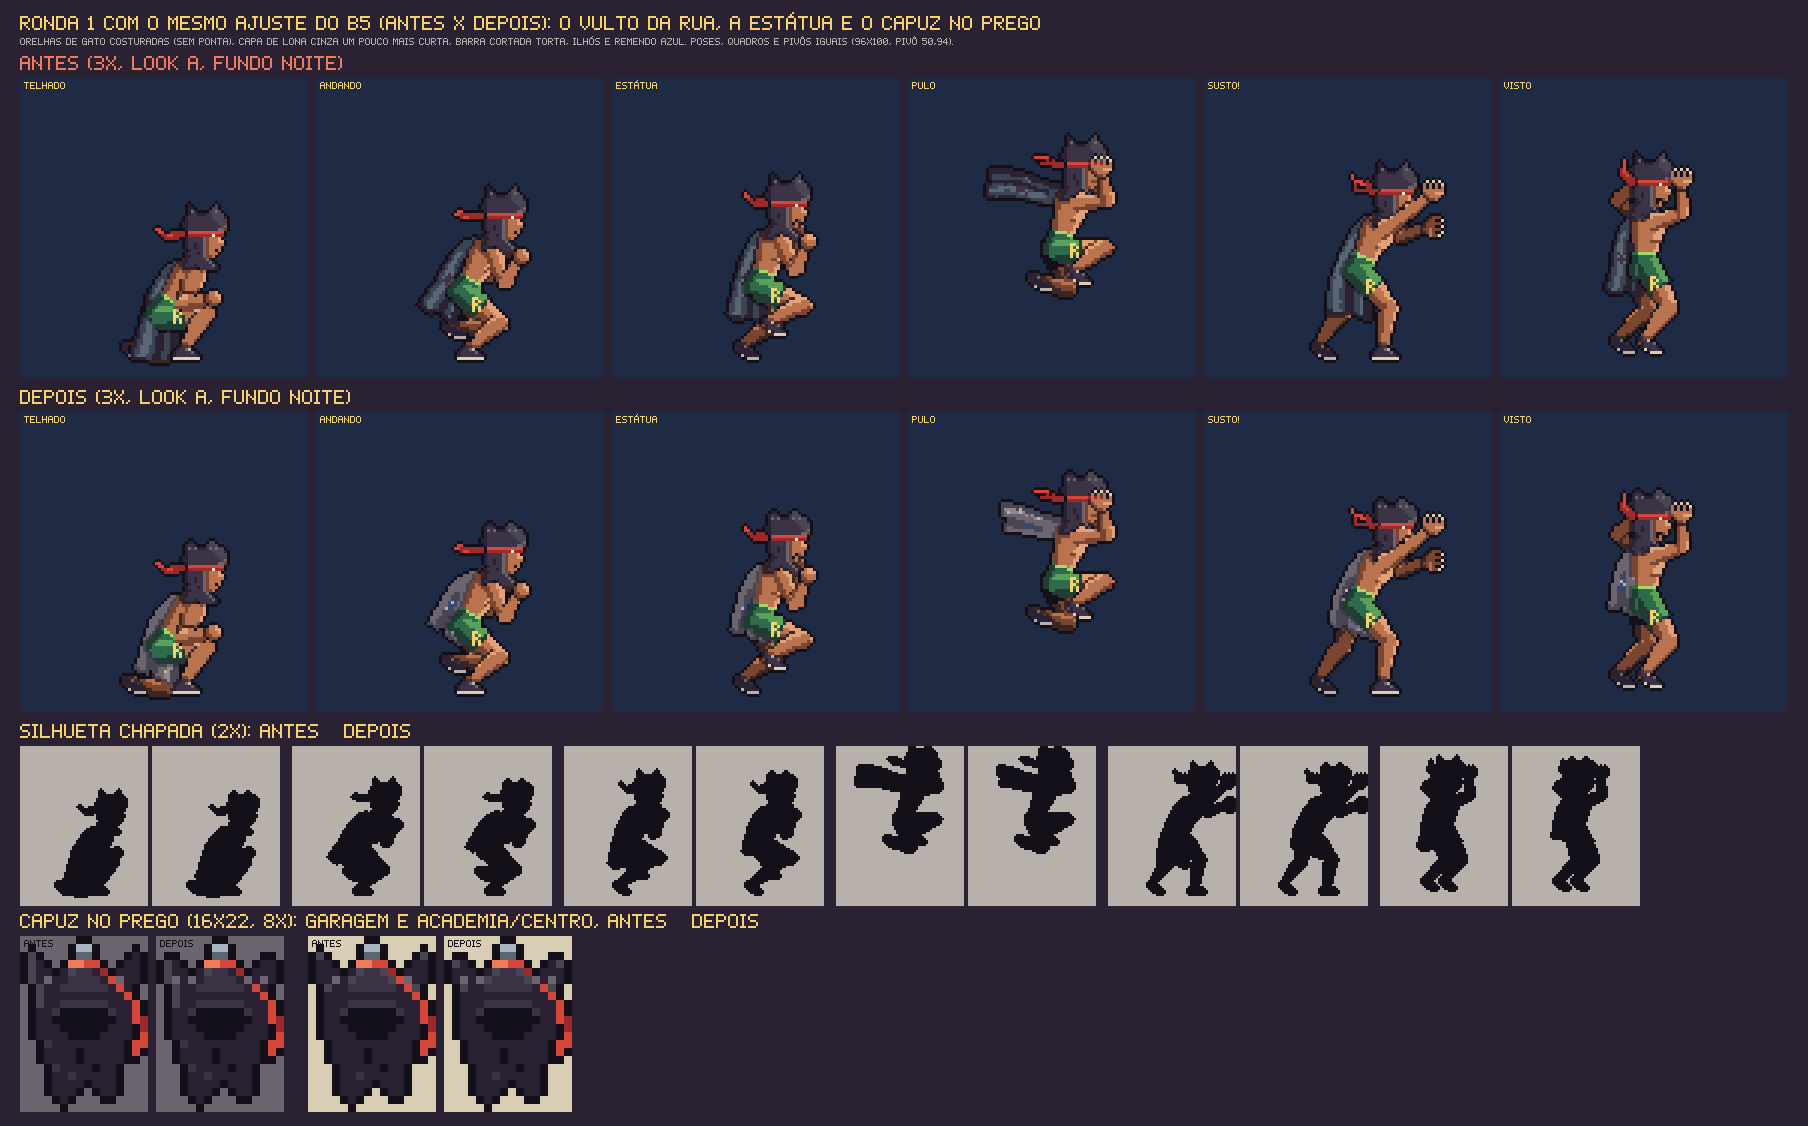 RONDA 1 COM O MESMO AJUSTE DO B5 (ANTES X DEPOIS): O VULTO DA RUA, A ESTÁTUA E O CAPUZ NO PREGO
ORELHAS DE GATO COSTURADAS (SEM PONTA), CAPA DE LONA CINZA UM POUCO MAIS CURTA, BARRA CORTADA TORTA, ILHÓS E REMENDO AZUL. POSES, QUADROS E PIVÔS IGUAIS (96X100, PIVÔ 50,94).
ANTES (3X, LOOK A, FUNDO NOITE)
TELHADO ANDANDO ESTÁTUA PULO SUSTO! VISTO
R R R R R R
DEPOIS (3X, LOOK A, FUNDO NOITE)
TELHADO ANDANDO ESTÁTUA PULO SUSTO! VISTO
R R R R R R
SILHUETA CHAPADA (2X): ANTES DEPOIS
CAPUZ NO PREGO (16X22, 8X): GARAGEM E ACADEMIA/CENTRO, ANTES DEPOIS
ANTES DEPOIS ANTES DEPOIS